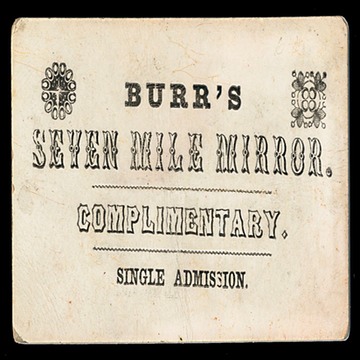 BURR'S
SEVEN MILE MIRROR.
COMPLIMENTARY.
SINGLE ADMISSION.